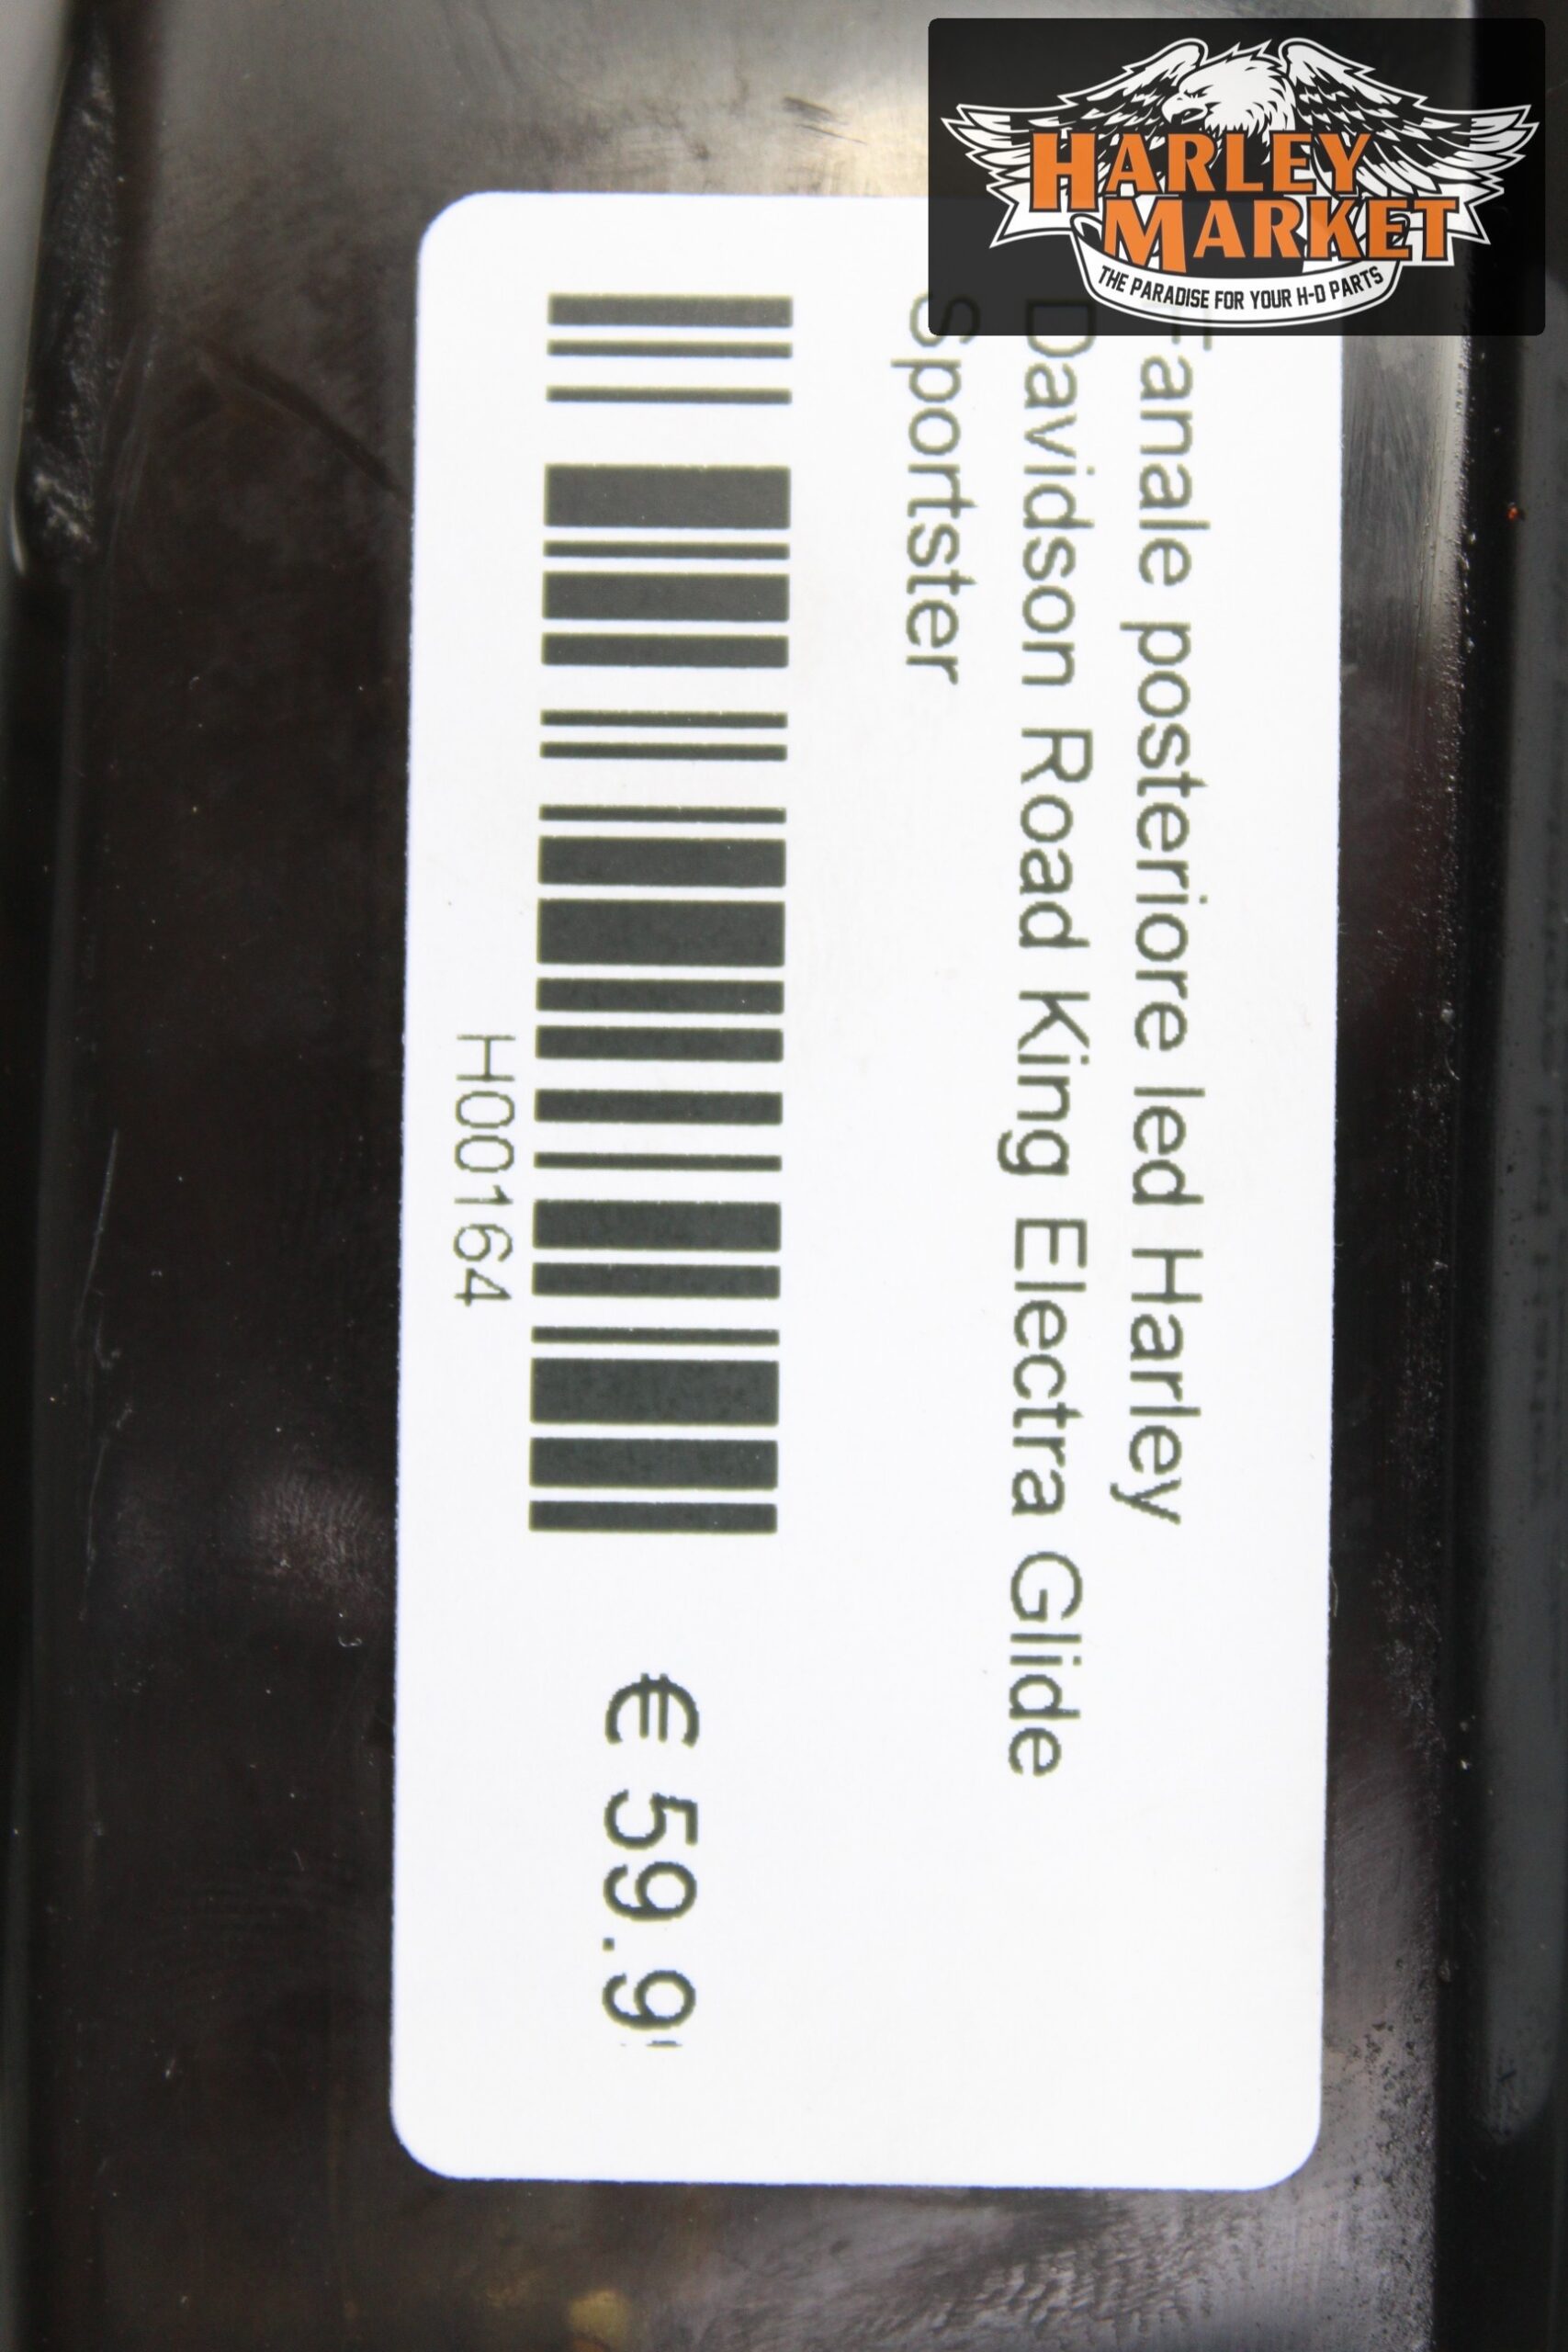 HARLEY
MARKET
THE PARADISE FOR YOUR H-D PARTS
Fanale posteriore led Harley
Davidson Road King Electra Glide
Sportster
H00164
€ 59.9